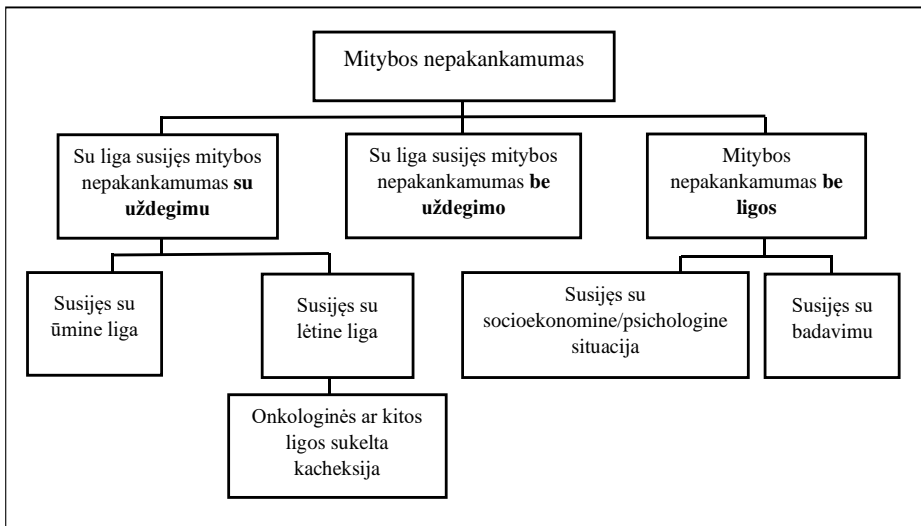 Mitybos nepakankamumas
Su liga susijęs mitybos
nepakankamumas su
uždegimu
Su liga susijęs mitybos
nepakankamumas be
uždegimo
Mitybos
nepakankamumas be
ligos
Susijęs su
ūmine liga
Susijęs su
lėtine liga
Susijęs su
socioekonomine/psichologine
situacija
Susijęs su
badavimu
Onkologinės ar kitos
ligos sukelta
kacheksija